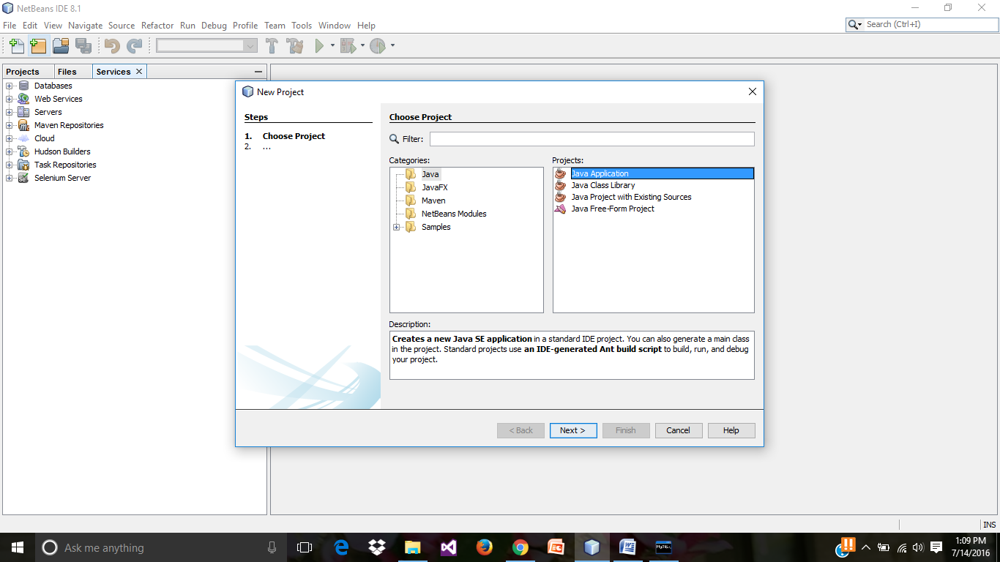 NetBeans IDE 8.1
File Edit View Navigate Source Refactor Run Debug Profile Team Tools Window Help
Search (Ctrl+I)
Projects Files Services
Databases
Web Services
Servers
Maven Repositories
Cloud
Hudson Builders
Task Repositories
Selenium Server
New Project
Steps
1. Choose Project
2. ...
Choose Project
Filter:
Categories:
Java
JavaFX
Maven
NetBeans Modules
Samples
Projects:
Java Application
Java Class Library
Java Project with Existing Sources
Java Free-Form Project
Description:
Creates a new Java SE application in a standard IDE project. You can also generate a main class
in the project. Standard projects use an IDE-generated Ant build script to build, run, and debug
your project.
< Back Next > Finish Cancel Help
INS
Ask me anything
MySQL
1:09 PM
7/14/2016